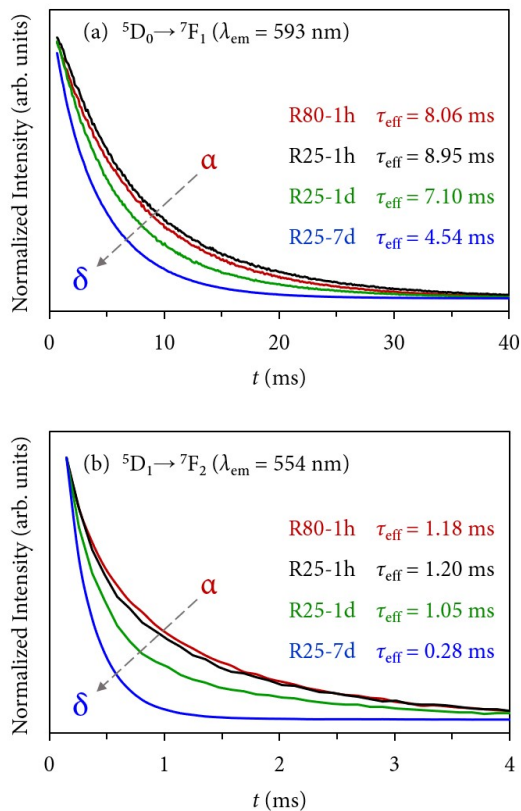 (a) ⁵D₀→ ⁷F₁ (λem = 593 nm)
R80-1h τeff = 8.06 ms
R25-1h τeff = 8.95 ms
R25-1d τeff = 7.10 ms
R25-7d τeff = 4.54 ms
α
δ
Normalized Intensity (arb. units)
0 10 20 30 40
t (ms)
(b) ⁵D₁→ ⁷F₂ (λem = 554 nm)
R80-1h τeff = 1.18 ms
R25-1h τeff = 1.20 ms
R25-1d τeff = 1.05 ms
R25-7d τeff = 0.28 ms
α
δ
Normalized Intensity (arb. units)
0 1 2 3 4
t (ms)